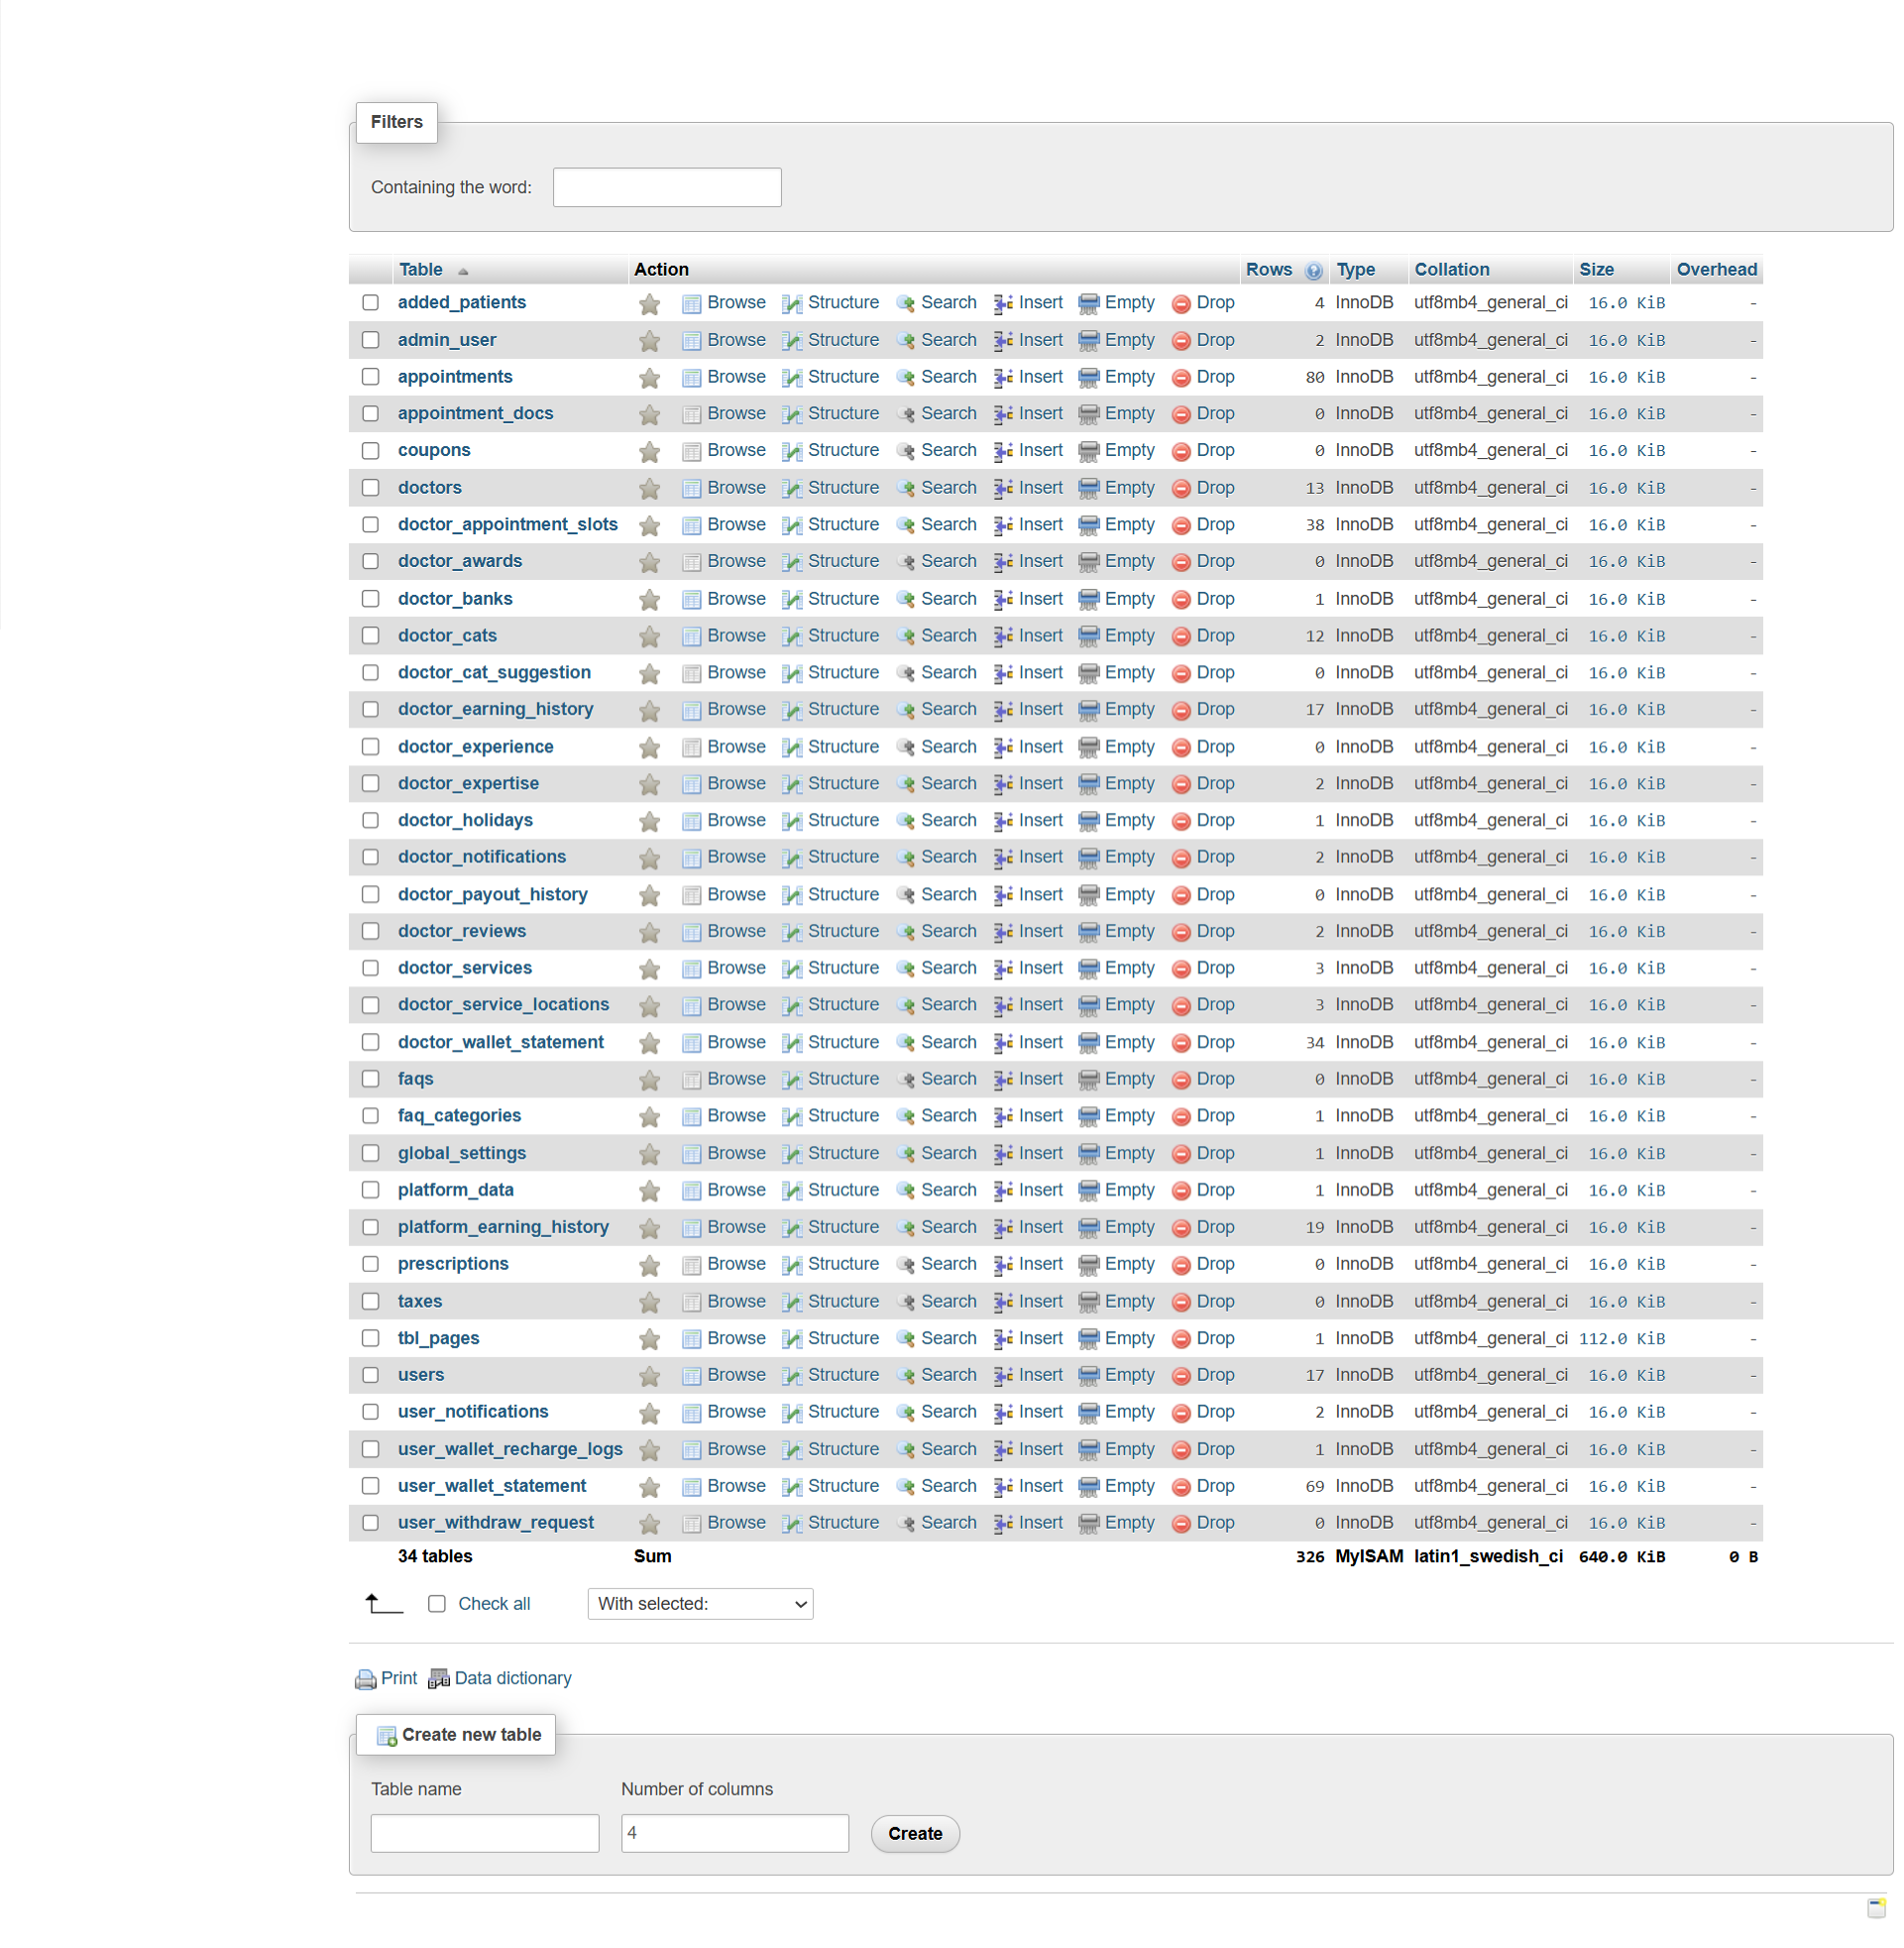 Filters
Containing the word:
Table Action Rows Type Collation Size Overhead
added_patients Browse Structure Search Insert Empty Drop 4 InnoDB utf8mb4_general_ci 16.0 KiB -
admin_user Browse Structure Search Insert Empty Drop 2 InnoDB utf8mb4_general_ci 16.0 KiB -
appointments Browse Structure Search Insert Empty Drop 80 InnoDB utf8mb4_general_ci 16.0 KiB -
appointment_docs Browse Structure Search Insert Empty Drop 0 InnoDB utf8mb4_general_ci 16.0 KiB -
coupons Browse Structure Search Insert Empty Drop 0 InnoDB utf8mb4_general_ci 16.0 KiB -
doctors Browse Structure Search Insert Empty Drop 13 InnoDB utf8mb4_general_ci 16.0 KiB -
doctor_appointment_slots Browse Structure Search Insert Empty Drop 38 InnoDB utf8mb4_general_ci 16.0 KiB -
doctor_awards Browse Structure Search Insert Empty Drop 0 InnoDB utf8mb4_general_ci 16.0 KiB -
doctor_banks Browse Structure Search Insert Empty Drop 1 InnoDB utf8mb4_general_ci 16.0 KiB -
doctor_cats Browse Structure Search Insert Empty Drop 12 InnoDB utf8mb4_general_ci 16.0 KiB -
doctor_cat_suggestion Browse Structure Search Insert Empty Drop 0 InnoDB utf8mb4_general_ci 16.0 KiB -
doctor_earning_history Browse Structure Search Insert Empty Drop 17 InnoDB utf8mb4_general_ci 16.0 KiB -
doctor_experience Browse Structure Search Insert Empty Drop 0 InnoDB utf8mb4_general_ci 16.0 KiB -
doctor_expertise Browse Structure Search Insert Empty Drop 2 InnoDB utf8mb4_general_ci 16.0 KiB -
doctor_holidays Browse Structure Search Insert Empty Drop 1 InnoDB utf8mb4_general_ci 16.0 KiB -
doctor_notifications Browse Structure Search Insert Empty Drop 2 InnoDB utf8mb4_general_ci 16.0 KiB -
doctor_payout_history Browse Structure Search Insert Empty Drop 0 InnoDB utf8mb4_general_ci 16.0 KiB -
doctor_reviews Browse Structure Search Insert Empty Drop 2 InnoDB utf8mb4_general_ci 16.0 KiB -
doctor_services Browse Structure Search Insert Empty Drop 3 InnoDB utf8mb4_general_ci 16.0 KiB -
doctor_service_locations Browse Structure Search Insert Empty Drop 3 InnoDB utf8mb4_general_ci 16.0 KiB -
doctor_wallet_statement Browse Structure Search Insert Empty Drop 34 InnoDB utf8mb4_general_ci 16.0 KiB -
faqs Browse Structure Search Insert Empty Drop 0 InnoDB utf8mb4_general_ci 16.0 KiB -
faq_categories Browse Structure Search Insert Empty Drop 1 InnoDB utf8mb4_general_ci 16.0 KiB -
global_settings Browse Structure Search Insert Empty Drop 1 InnoDB utf8mb4_general_ci 16.0 KiB -
platform_data Browse Structure Search Insert Empty Drop 1 InnoDB utf8mb4_general_ci 16.0 KiB -
platform_earning_history Browse Structure Search Insert Empty Drop 19 InnoDB utf8mb4_general_ci 16.0 KiB -
prescriptions Browse Structure Search Insert Empty Drop 0 InnoDB utf8mb4_general_ci 16.0 KiB -
taxes Browse Structure Search Insert Empty Drop 0 InnoDB utf8mb4_general_ci 16.0 KiB -
tbl_pages Browse Structure Search Insert Empty Drop 1 InnoDB utf8mb4_general_ci 112.0 KiB -
users Browse Structure Search Insert Empty Drop 17 InnoDB utf8mb4_general_ci 16.0 KiB -
user_notifications Browse Structure Search Insert Empty Drop 2 InnoDB utf8mb4_general_ci 16.0 KiB -
user_wallet_recharge_logs Browse Structure Search Insert Empty Drop 1 InnoDB utf8mb4_general_ci 16.0 KiB -
user_wallet_statement Browse Structure Search Insert Empty Drop 69 InnoDB utf8mb4_general_ci 16.0 KiB -
user_withdraw_request Browse Structure Search Insert Empty Drop 0 InnoDB utf8mb4_general_ci 16.0 KiB -
34 tables Sum 326 MyISAM latin1_swedish_ci 640.0 KiB 0 B
Check all With selected:
Print Data dictionary
Create new table
Table name Number of columns
4 Create